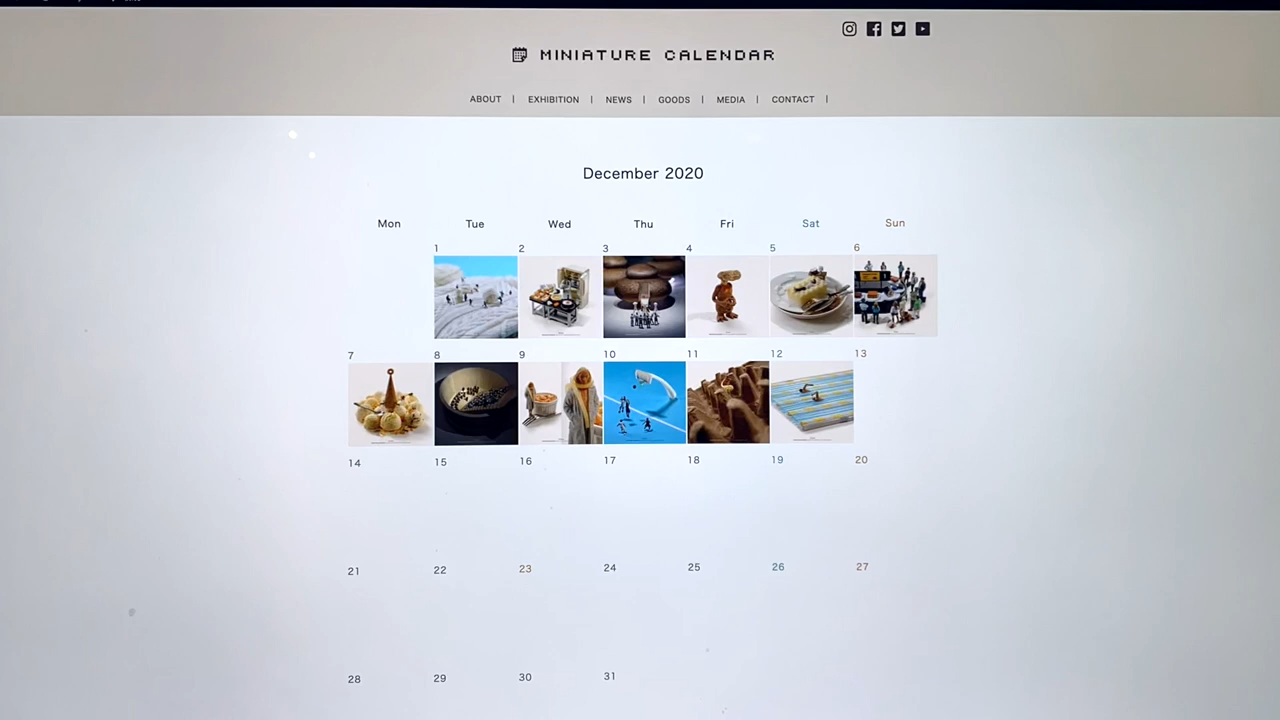 MINIATURE CALENDAR
ABOUT | EXHIBITION | NEWS | GOODS | MEDIA | CONTACT |
December 2020
Mon Tue Wed Thu Fri Sat Sun
1 2 3 4 5 6
7 8 9 10 11 12 13
14 15 16 17 18 19 20
21 22 23 24 25 26 27
28 29 30 31